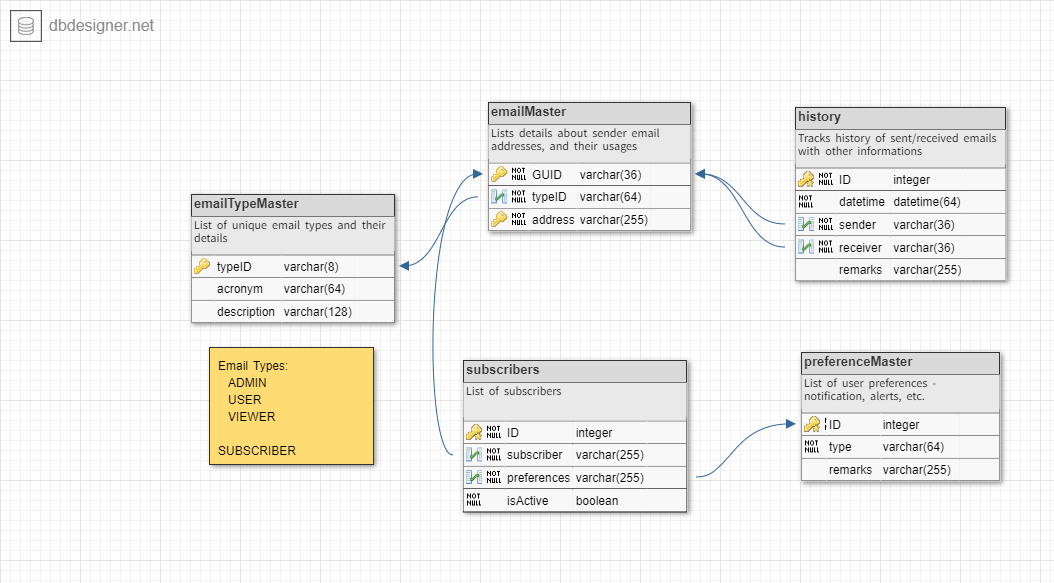 dbdesigner.net
emailMaster
Lists details about sender email
addresses, and their usages
NOT NULL GUID varchar(36)
NOT NULL typeID varchar(64)
NOT NULL address varchar(255)
history
Tracks history of sent/received emails
with other informations
NOT NULL ID integer
NOT NULL datetime datetime(64)
NOT NULL sender varchar(36)
NOT NULL receiver varchar(36)
remarks varchar(255)
emailTypeMaster
List of unique email types and their
details
typeID varchar(8)
acronym varchar(64)
description varchar(128)
Email Types:
ADMIN
USER
VIEWER
SUBSCRIBER
subscribers
List of subscribers
NOT NULL ID integer
NOT NULL subscriber varchar(255)
NOT NULL preferences varchar(255)
NOT NULL isActive boolean
preferenceMaster
List of user preferences -
notification, alerts, etc.
ID integer
NOT NULL type varchar(64)
remarks varchar(255)